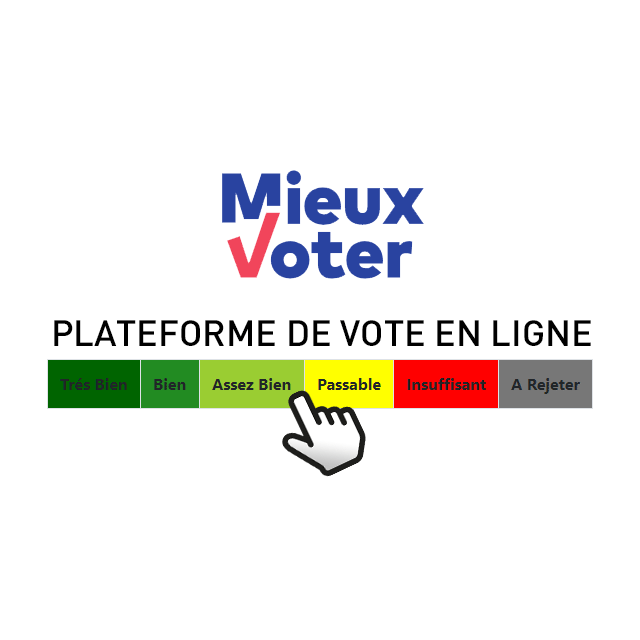 Mieux
Voter
PLATEFORME DE VOTE EN LIGNE
Trés Bien Bien Assez Bien Passable Insuffisant A Rejeter